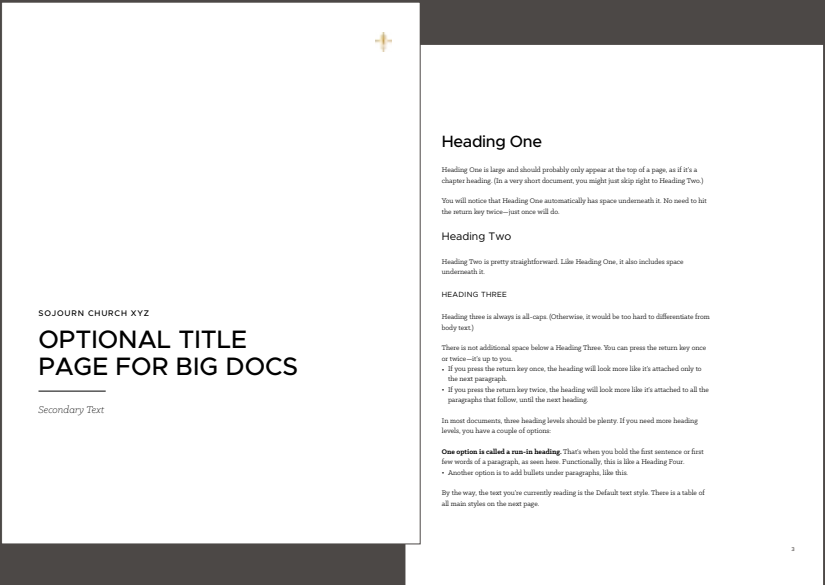 SOJOURN CHURCH XYZ
OPTIONAL TITLE
PAGE FOR BIG DOCS
Secondary Text
Heading One
Heading One is large and should probably only appear at the top of a page, as if it's a
chapter heading. (In a very short document, you might just skip right to Heading Two.)
You will notice that Heading One automatically has space underneath it. No need to hit
the return key twice—just once will do.
Heading Two
Heading Two is pretty straightforward. Like Heading One, it also includes space
underneath it.
HEADING THREE
Heading three is always is all-caps. (Otherwise, it would be too hard to differentiate from
body text.)
There is not additional space below a Heading Three. You can press the return key once
or twice—it's up to you.
• If you press the return key once, the heading will look more like it's attached only to
the next paragraph.
• If you press the return key twice, the heading will look more like it's attached to all the
paragraphs that follow, until the next heading.
In most documents, three heading levels should be plenty. If you need more heading
levels, you have a couple of options:
One option is called a run-in heading. That's when you bold the first sentence or first
few words of a paragraph, as seen here. Functionally, this is like a Heading Four.
• Another option is to add bullets under paragraphs, like this.
By the way, the text you're currently reading is the Default text style. There is a table of
all main styles on the next page.
3